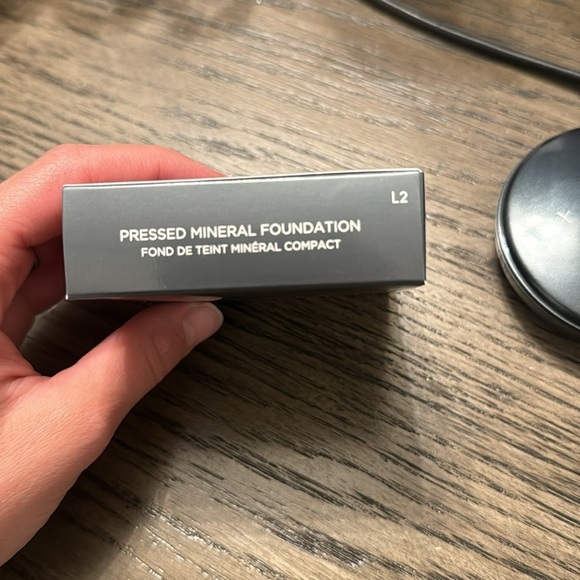 L2
PRESSED MINERAL FOUNDATION
FOND DE TEINT MINÉRAL COMPACT